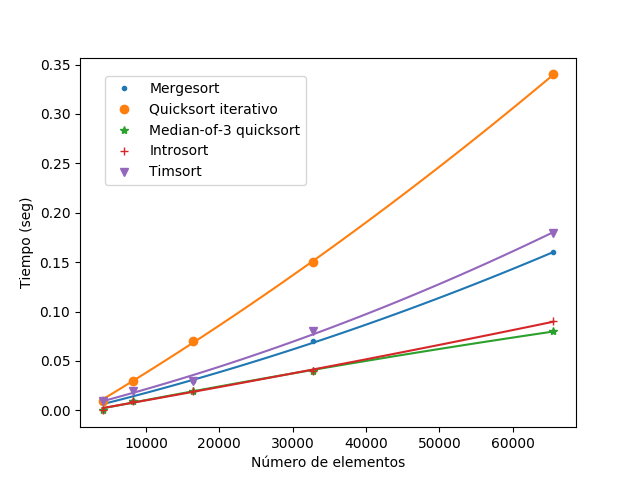 0.35
0.30
0.25
0.20
0.15
0.10
0.05
0.00
Tiempo (seg)
Mergesort
Quicksort iterativo
Median-of-3 quicksort
Introsort
Timsort
10000 20000 30000 40000 50000 60000
Número de elementos